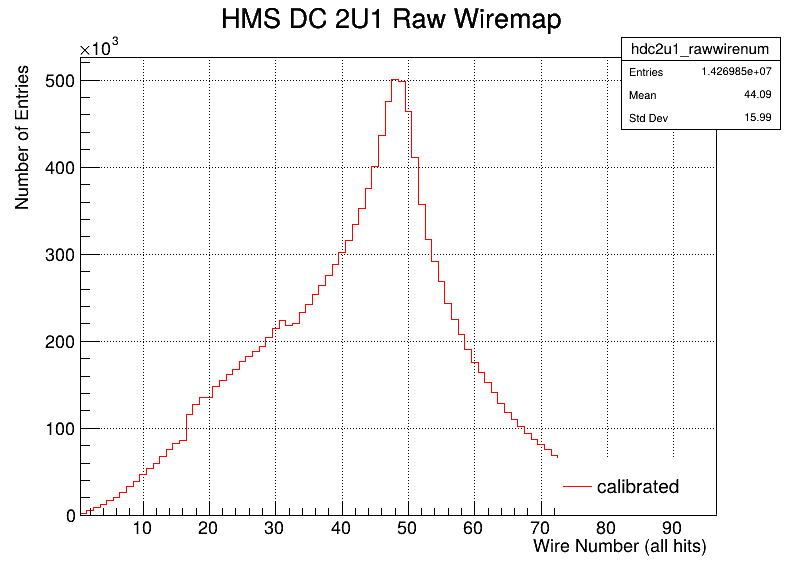 HMS DC 2U1 Raw Wiremap
×10³
hdc2u1_rawwirenum
Entries 1.426985e+07
Mean 44.09
Std Dev 15.99
Number of Entries
500
400
300
200
100
0
calibrated
10 20 30 40 50 60 70 80 90
Wire Number (all hits)